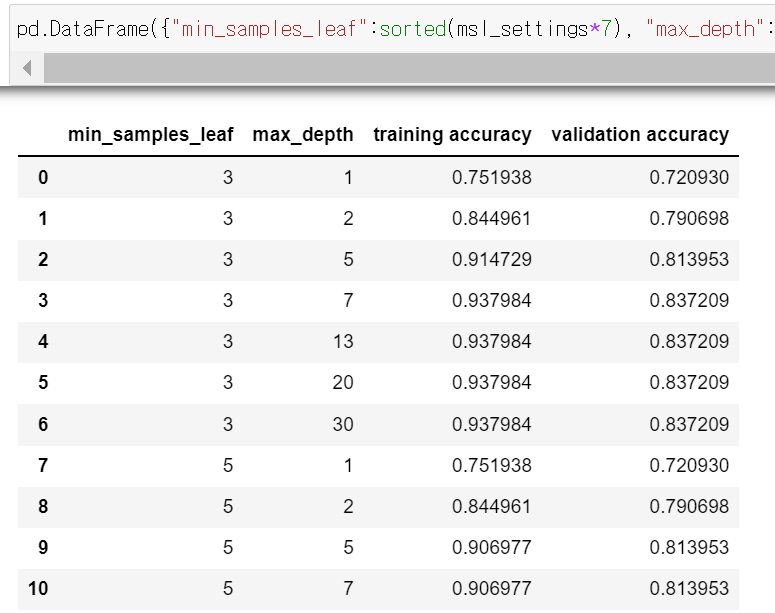 pd.DataFrame({"min_samples_leaf":sorted(msl_settings*7), "max_depth":
min_samples_leaf max_depth training accuracy validation accuracy
0 3 1 0.751938 0.720930
1 3 2 0.844961 0.790698
2 3 5 0.914729 0.813953
3 3 7 0.937984 0.837209
4 3 13 0.937984 0.837209
5 3 20 0.937984 0.837209
6 3 30 0.937984 0.837209
7 5 1 0.751938 0.720930
8 5 2 0.844961 0.790698
9 5 5 0.906977 0.813953
10 5 7 0.906977 0.813953